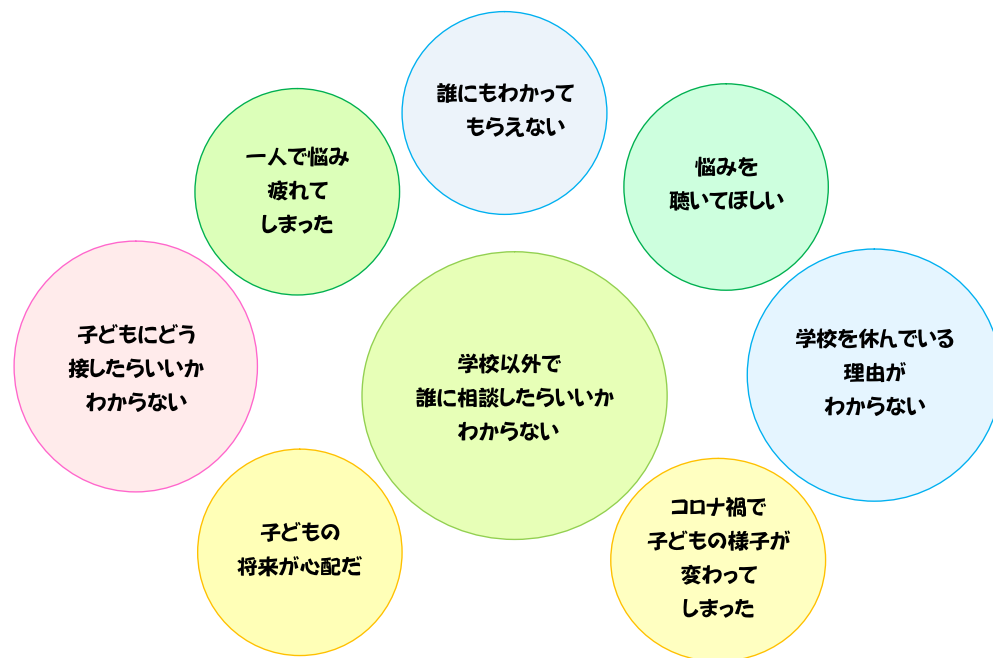 誰にもわかって
もらえない
一人で悩み
疲れて
しまった
悩みを
聴いてほしい
子どもにどう
接したらいいか
わからない
学校以外で
誰に相談したらいいか
わからない
学校を休んでいる
理由が
わからない
子どもの
将来が心配だ
コロナ禍で
子どもの様子が
変わって
しまった